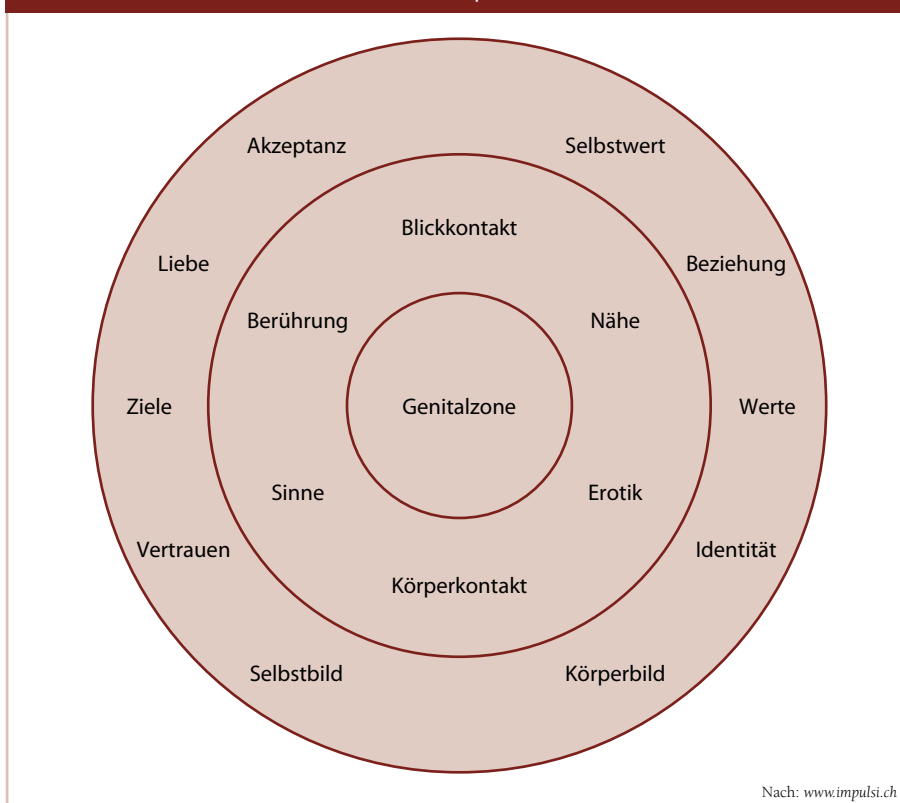 Akzeptanz
Selbstwert
Blickkontakt
Liebe
Beziehung
Berührung
Nähe
Ziele
Genitalzone
Werte
Sinne
Erotik
Vertrauen
Identität
Körperkontakt
Selbstbild
Körperbild
Nach: www.impulsi.ch